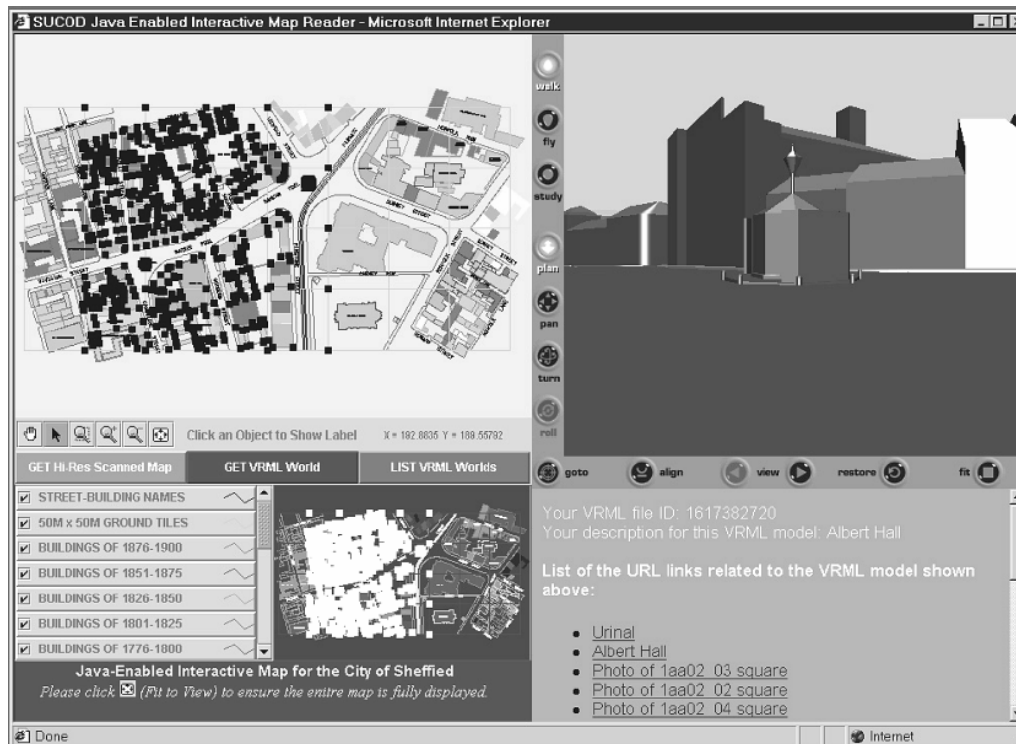 SUCOD Java Enabled Interactive Map Reader - Microsoft Internet Explorer
walk
fly
study
plan
pan
turn
roll
SURREY STREET
Click an Object to Show Label X = 192.8835 Y = 189.55792
GET Hi-Res Scanned Map GET VRML World LIST VRML Worlds
goto align view restore fit
STREET-BUILDING NAMES
50M x 50M GROUND TILES
BUILDINGS OF 1876-1900
BUILDINGS OF 1851-1875
BUILDINGS OF 1826-1850
BUILDINGS OF 1801-1825
BUILDINGS OF 1776-1800
Java-Enabled Interactive Map for the City of Sheffied
Please click (Fit to View) to ensure the entire map is fully displayed.
Your VRML file ID: 1617382720
Your description for this VRML model: Albert Hall
List of the URL links related to the VRML model shown
above:
Urinal
Albert Hall
Photo of 1aa02_03 square
Photo of 1aa02_02 square
Photo of 1aa02_04 square
Done Internet